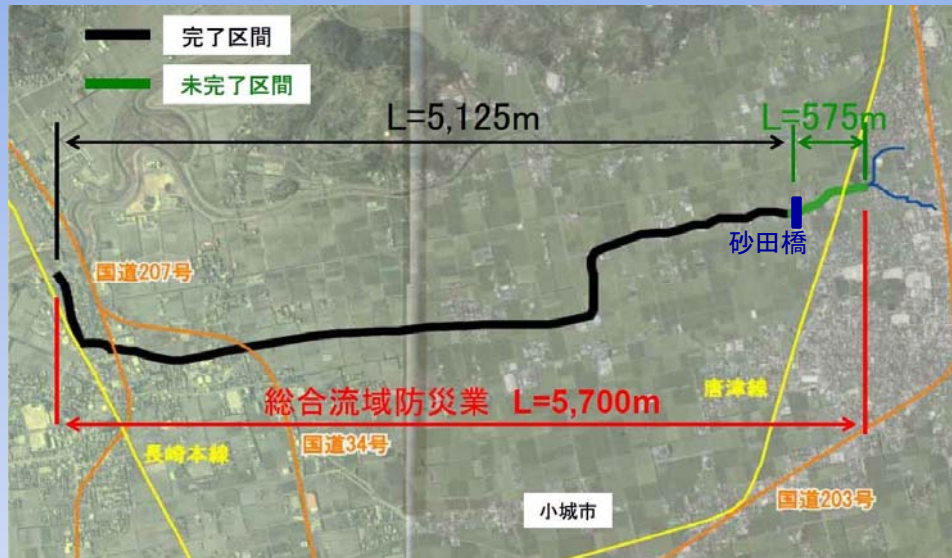 完了区間
未完了区間
L=5,125m
L=575m
砂田橋
国道207号
総合流域防災業 L=5,700m
唐津線
長崎本線
国道34号
国道203号
小城市